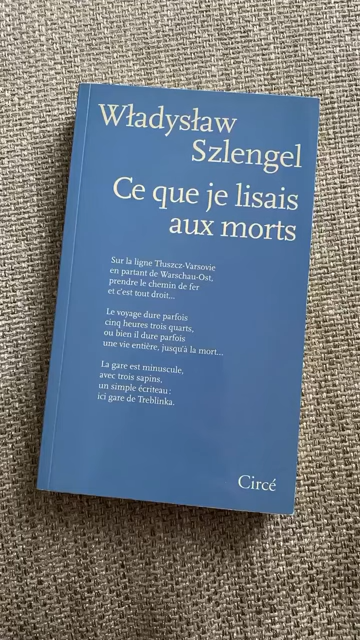 Władysław
Szlengel
Ce que je lisais
aux morts
Sur la ligne Tłuszcz-Varsovie
en partant de Warschau-Ost,
prendre le chemin de fer
et c'est tout droit...
Le voyage dure parfois
cinq heures trois quarts,
ou bien il dure parfois
une vie entière, jusqu'à la mort...
La gare est minuscule,
avec trois sapins,
un simple écriteau :
ici gare de Treblinka.
Circé